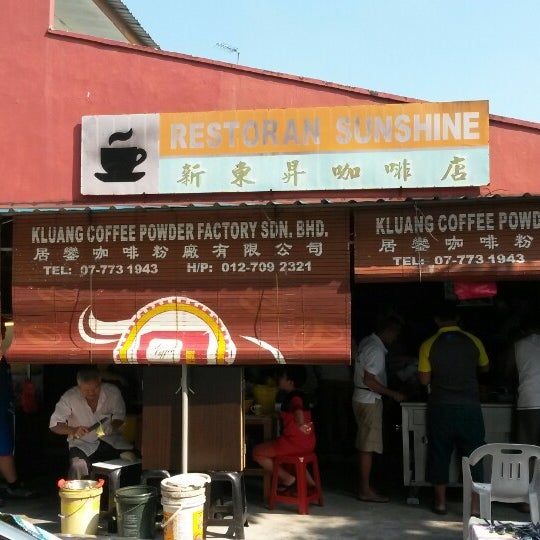 RESTORAN SUNSHINE
新東昇咖啡店
KLUANG COFFEE POWDER FACTORY SDN. BHD.
居鑾咖啡粉廠有限公司
TEL: 07-773 1943 H/P: 012-709 2321
KLUANG COFFEE POWD
居鑾咖啡粉
TEL: 07-773 1943